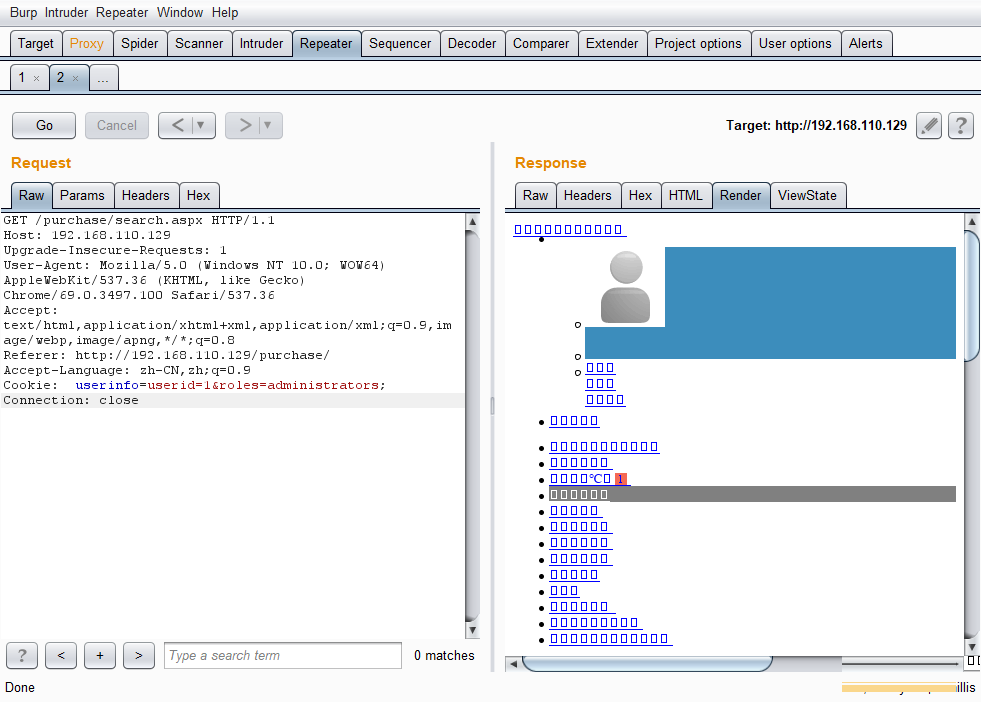 Burp Intruder Repeater Window Help
Target Proxy Spider Scanner Intruder Repeater Sequencer Decoder Comparer Extender Project options User options Alerts
1 × 2 × ...
Go Cancel < ▼ > ▼ Target: http://192.168.110.129 ?
Request
Raw Params Headers Hex
GET /purchase/search.aspx HTTP/1.1
Host: 192.168.110.129
Upgrade-Insecure-Requests: 1
User-Agent: Mozilla/5.0 (Windows NT 10.0; WOW64)
AppleWebKit/537.36 (KHTML, like Gecko)
Chrome/69.0.3497.100 Safari/537.36
Accept:
text/html,application/xhtml+xml,application/xml;q=0.9,im
age/webp,image/apng,*/*;q=0.8
Referer: http://192.168.110.129/purchase/
Accept-Language: zh-CN,zh;q=0.9
Cookie:  userinfo=userid=1&roles=administrators;
Connection: close
? < + > Type a search term 0 matches
Done
Response
Raw Headers Hex HTML Render ViewState
℃ 1
illis